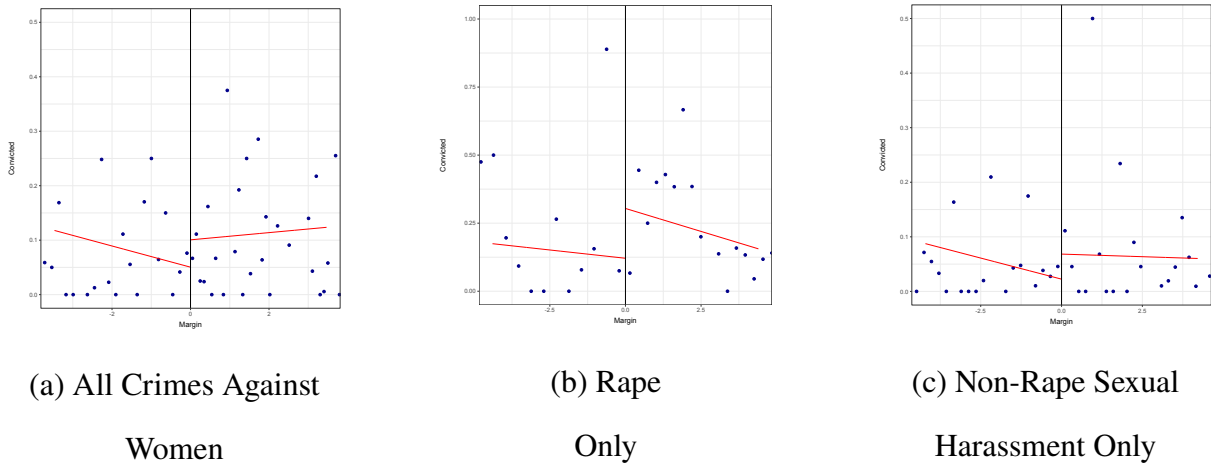 0.5
0.4
0.3
0.2
0.1
0.0
Convicted
-2
0
2
Margin
1.00
0.75
0.50
0.25
0.00
Convicted
-2.5
0.0
2.5
Margin
0.5
0.4
0.3
0.2
0.1
0.0
Convicted
-2.5
0.0
2.5
Margin
(a) All Crimes Against
Women
(b) Rape
Only
(c) Non-Rape Sexual
Harassment Only